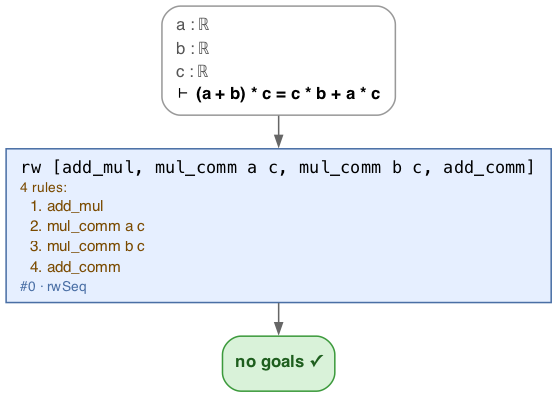 a : ℝ
b : ℝ
c : ℝ
⊢ (a + b) * c = c * b + a * c
rw [add_mul, mul_comm a c, mul_comm b c, add_comm]
4 rules:
1. add_mul
2. mul_comm a c
3. mul_comm b c
4. add_comm
#0 · rwSeq
no goals ✓